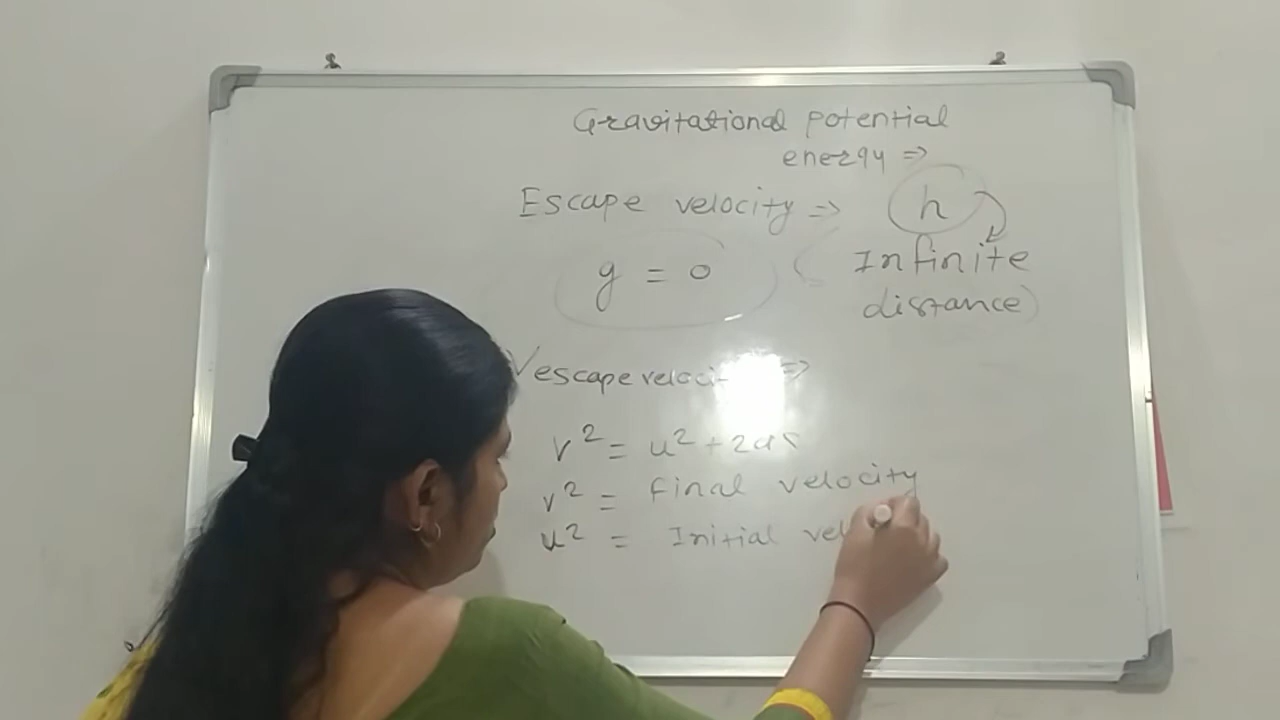 Gravitational potential
energy ⇒
Escape velocity ⇒ h
g = 0 (Infinite
distance)
Vescape ⇒
v² = u² + 2as
v² = final velocity
u² = Initial